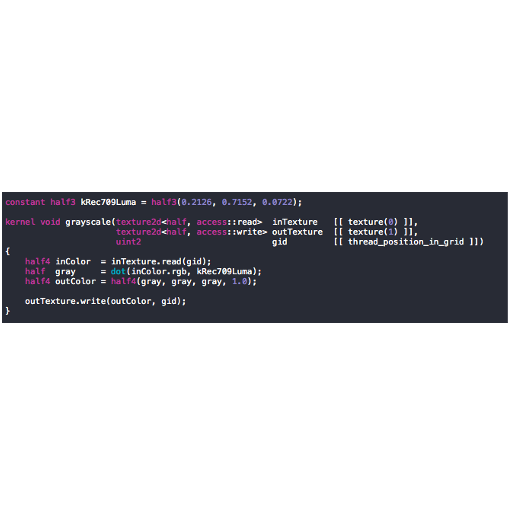 constant half3 kRec709Luma = half3(0.2126, 0.7152, 0.0722);
kernel void grayscale(texture2d<half, access::read> inTexture [[ texture(0) ]],
texture2d<half, access::write> outTexture [[ texture(1) ]],
uint2 gid [[ thread_position_in_grid ]])
{
half4 inColor = inTexture.read(gid);
half gray = dot(inColor.rgb, kRec709Luma);
half4 outColor = half4(gray, gray, gray, 1.0);
outTexture.write(outColor, gid);
}